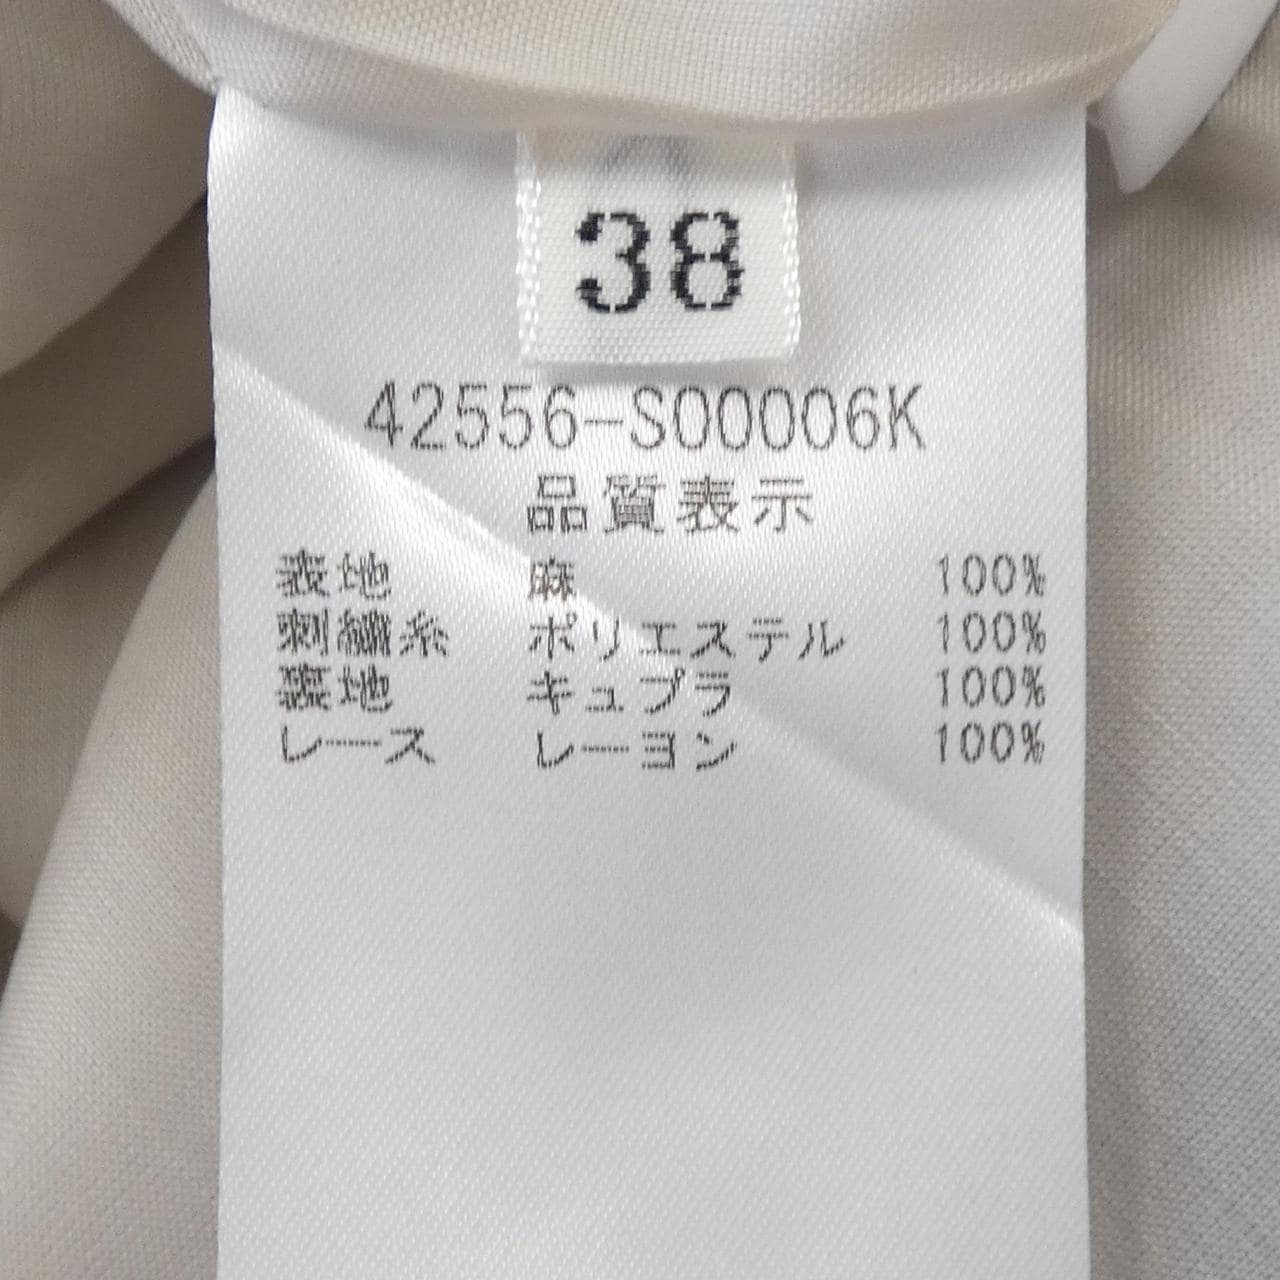 38
42556-S00006K
品質表示
表地 麻 100%
刺繍糸 ポリエステル 100%
裏地 キュプラ 100%
レース レーヨン 100%